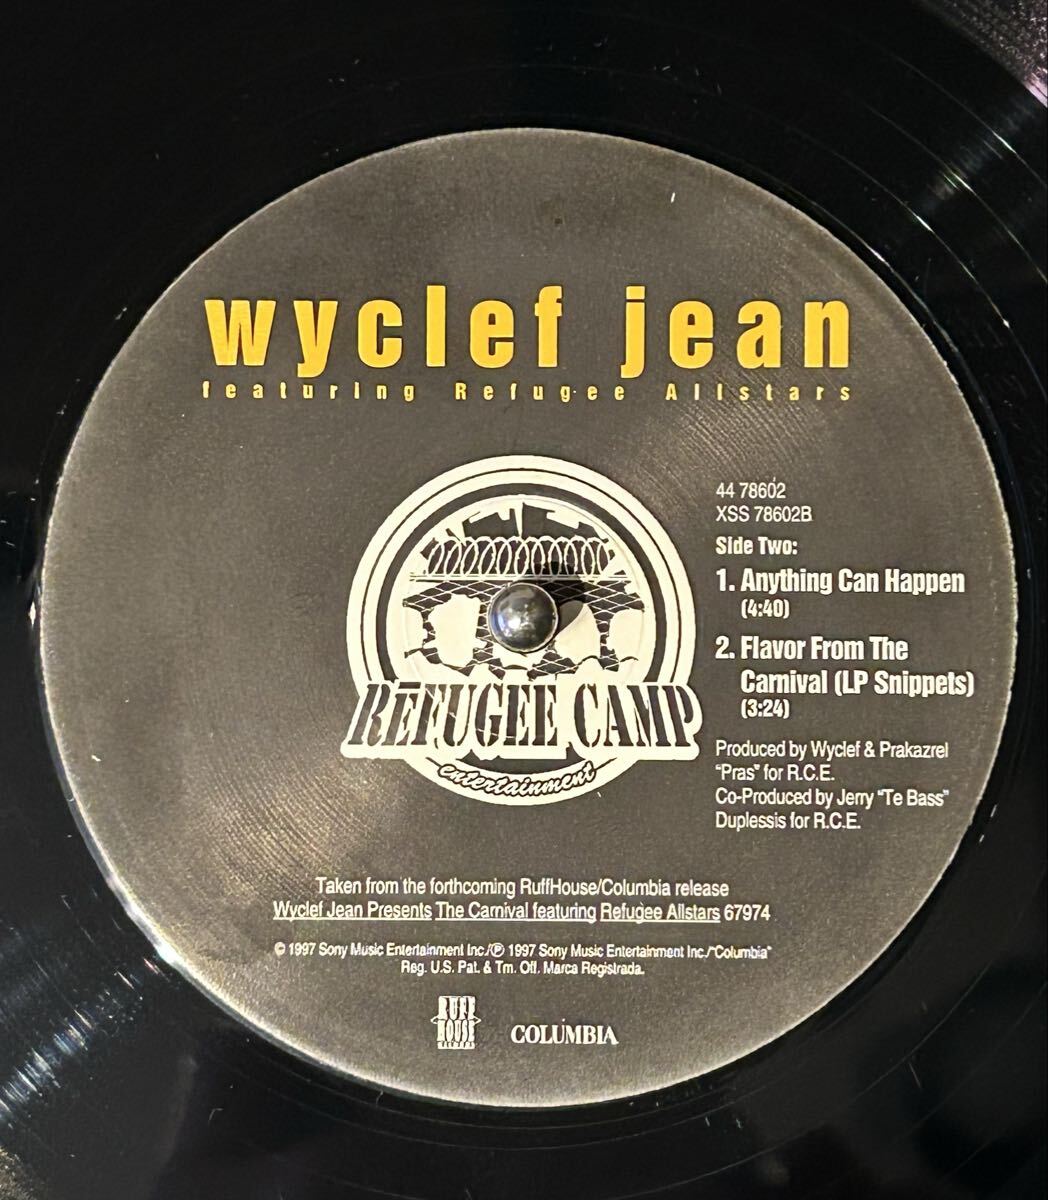 wyclef jean
featuring Refugee Allstars
44 78602
XSS 78602B
Side Two:
1. Anything Can Happen
(4:40)
2. Flavor From The
Carnival (LP Snippets)
(3:24)
REFUGEE CAMP
entertainment
Produced by Wyclef & Prakazrel
"Pras" for R.C.E.
Co-Produced by Jerry "Te Bass"
Duplessis for R.C.E.
Taken from the forthcoming RuffHouse/Columbia release
Wyclef Jean Presents The Carnival featuring Refugee Allstars 67974
© 1997 Sony Music Entertainment Inc./℗ 1997 Sony Music Entertainment Inc./"Columbia"
Reg. U.S. Pat. & Tm. Off. Marca Registrada.
RUFF
HOUSE
RECORDS
COLUMBIA